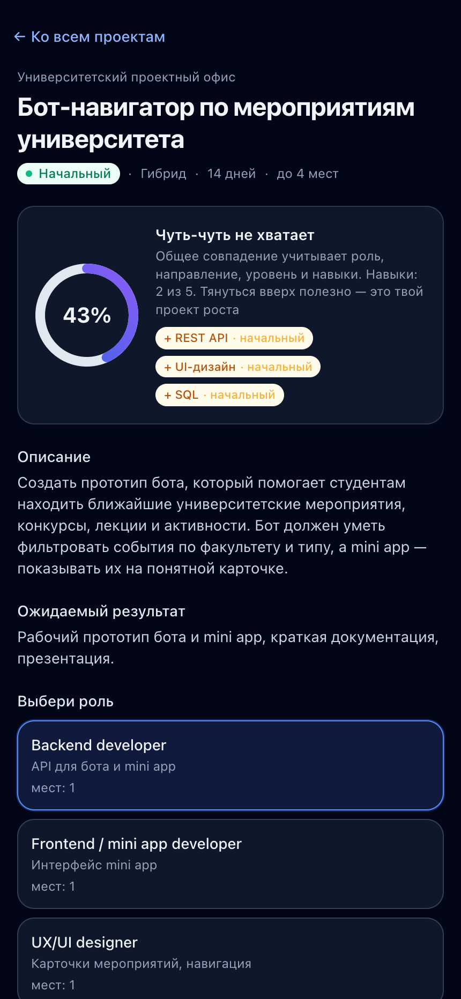 ← Ко всем проектам
Университетский проектный офис
Бот-навигатор по мероприятиям
университета
Начальный · Гибрид · 14 дней · до 4 мест
43%
Чуть-чуть не хватает
Общее совпадение учитывает роль,
направление, уровень и навыки. Навыки:
2 из 5. Тянуться вверх полезно — это твой
проект роста
+ REST API · начальный
+ UI-дизайн · начальный
+ SQL · начальный
Описание
Создать прототип бота, который помогает студентам
находить ближайшие университетские мероприятия,
конкурсы, лекции и активности. Бот должен уметь
фильтровать события по факультету и типу, а mini app —
показывать их на понятной карточке.
Ожидаемый результат
Рабочий прототип бота и mini app, краткая документация,
презентация.
Выбери роль
Backend developer
API для бота и mini app
мест: 1
Frontend / mini app developer
Интерфейс mini app
мест: 1
UX/UI designer
Карточки мероприятий, навигация
мест: 1